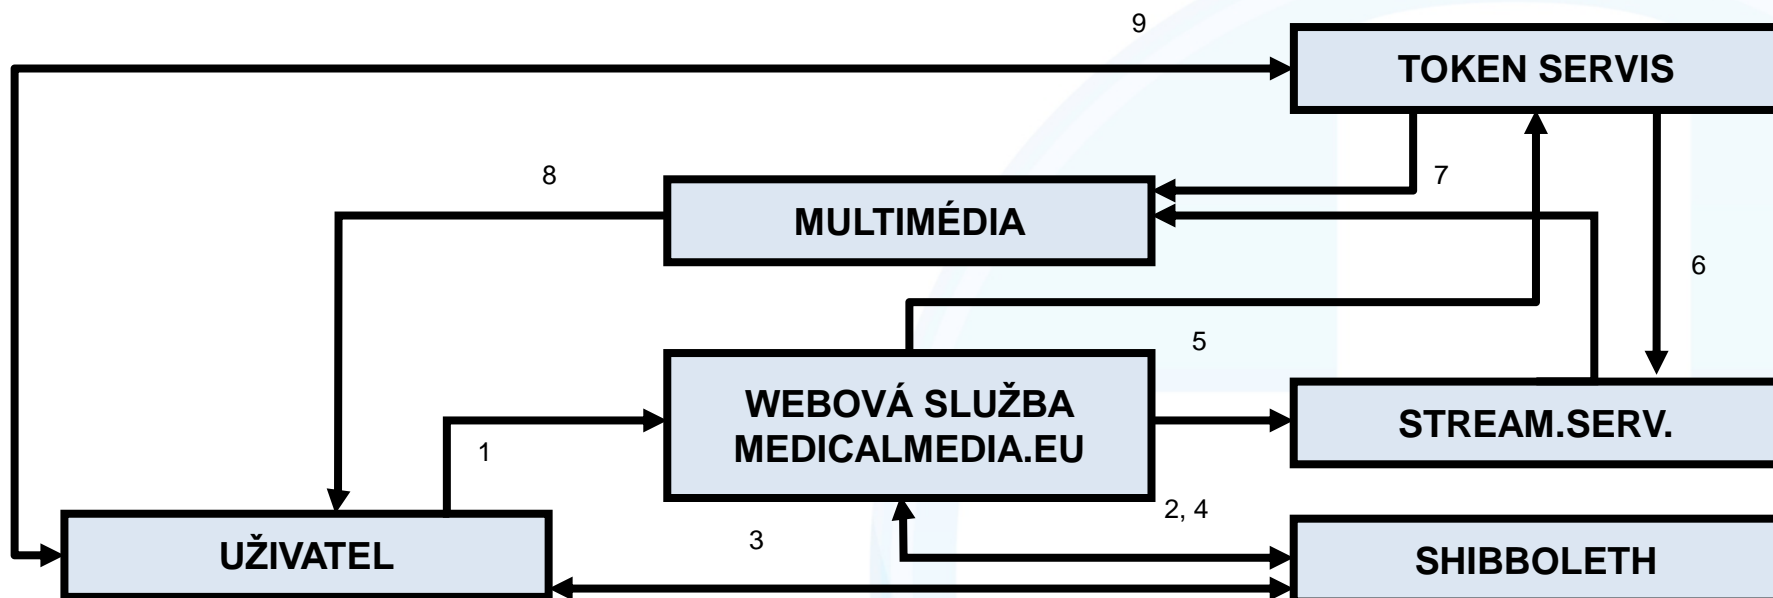 9
TOKEN SERVIS
8
7
MULTIMÉDIA
6
5
WEBOVÁ SLUŽBA
MEDICALMEDIA.EU
STREAM.SERV.
1
2, 4
3
UŽIVATEL
SHIBBOLETH